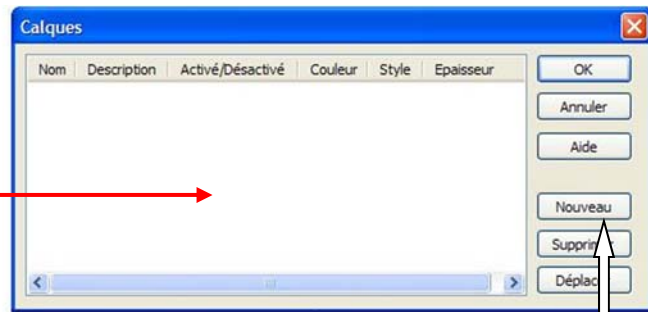 Calques
Nom Description Activé/Désactivé Couleur Style Epaisseur
OK
Annuler
Aide
Nouveau